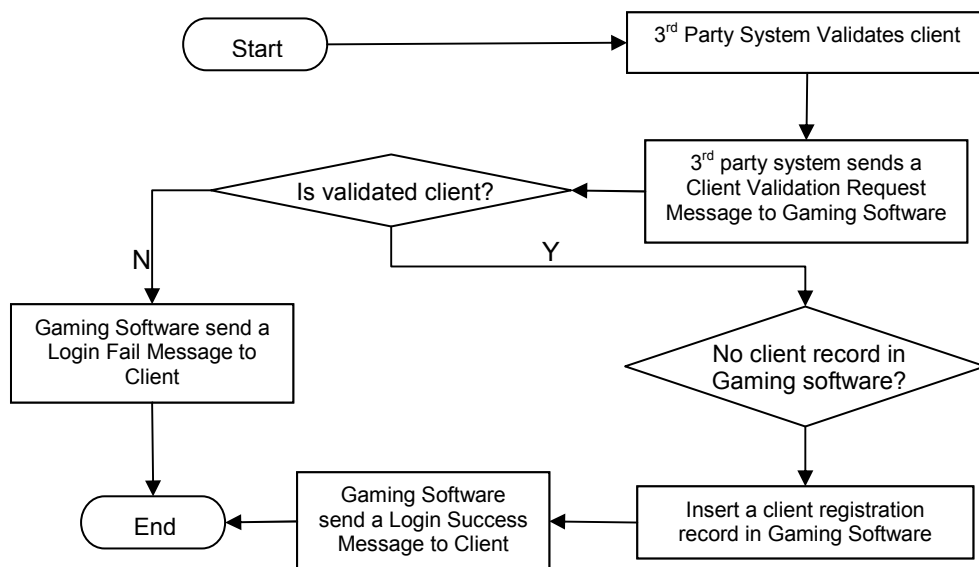 Start
3rd Party System Validates client
3rd party system sends a
Client Validation Request
Message to Gaming Software
Is validated client?
N
Y
Gaming Software send a
Login Fail Message to
Client
No client record in
Gaming software?
Insert a client registration
record in Gaming Software
Gaming Software
send a Login Success
Message to Client
End